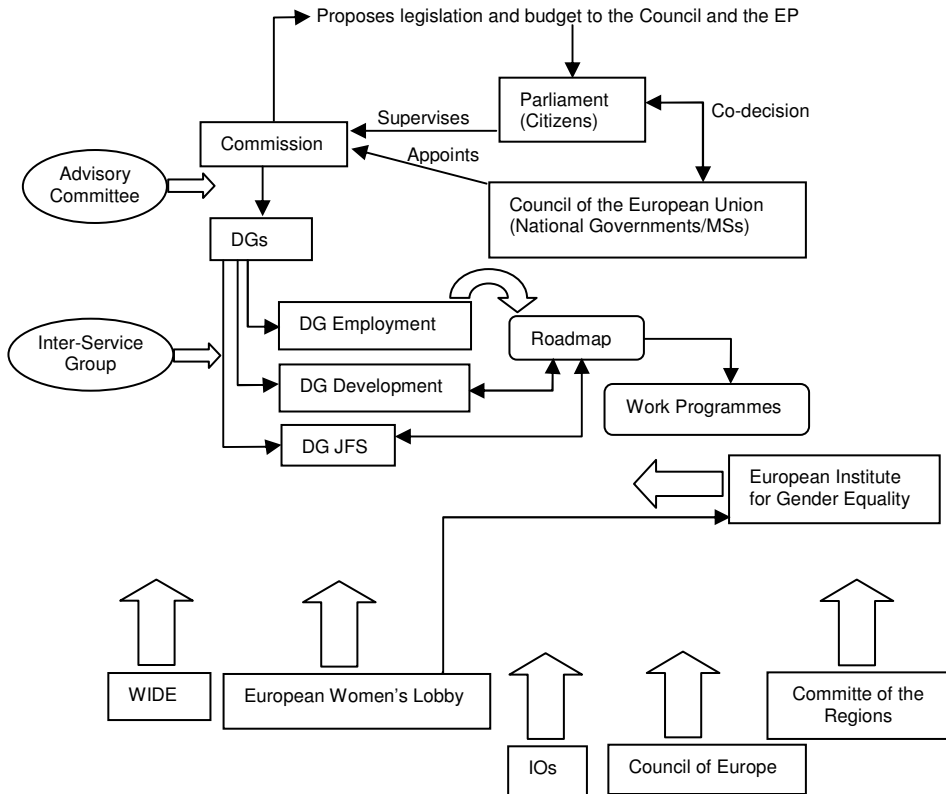 Proposes legislation and budget to the Council and the EP
Parliament
(Citizens)
Co-decision
Supervises
Commission
Appoints
Advisory
Committee
Council of the European Union
(National Governments/MSs)
DGs
DG Employment
Roadmap
Inter-Service
Group
DG Development
Work Programmes
DG JFS
European Institute
for Gender Equality
WIDE
European Women's Lobby
Committe of the
Regions
IOs
Council of Europe